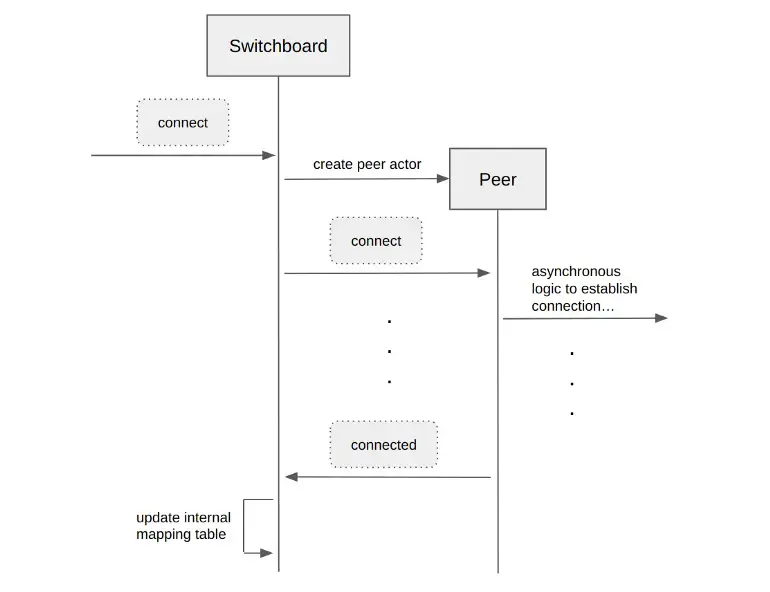 Switchboard
connect
create peer actor
Peer
connect
asynchronous
logic to establish
connection…
connected
update internal
mapping table